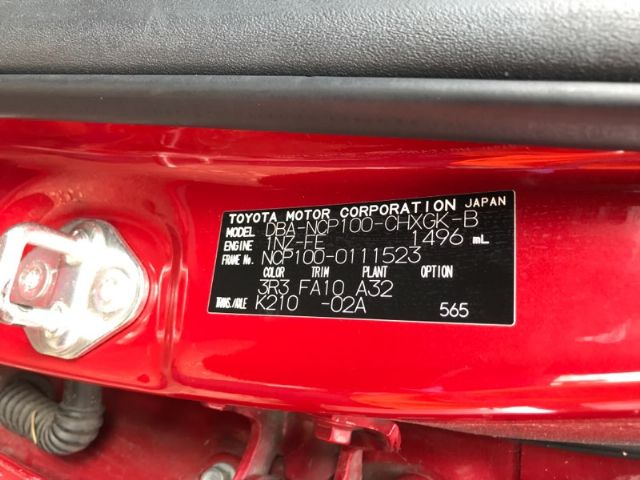 TOYOTA MOTOR CORPORATION JAPAN
MODEL DBA-NCP100-CHXGK-B
ENGINE 1NZ-FE 1496 mL
FRAME No. NCP100-0111523
COLOR TRIM PLANT OPTION
3R3 FA10 A32
TRANS./AXLE K210 -02A 565